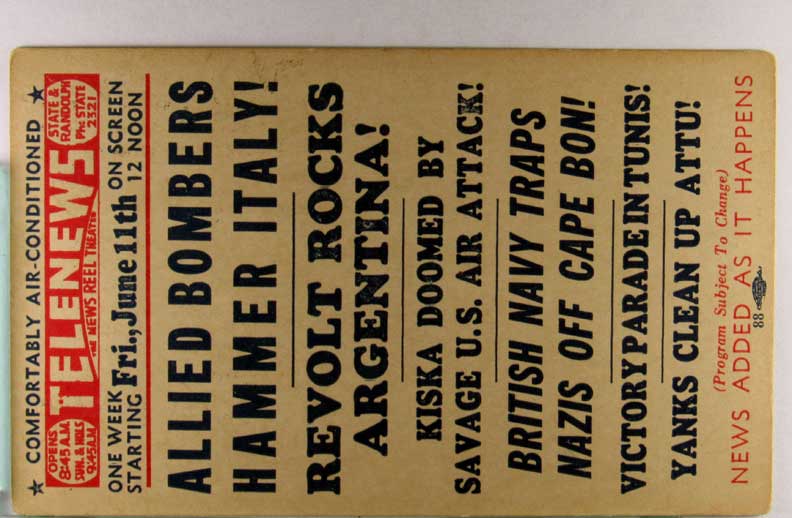 ★ COMFORTABLY AIR-CONDITIONED ★
OPENS
8:45 A.M.
SUN. & HOLS
9:45 A.M.
THE
TELENEWS
THE NEWS REEL THEATRE
STATE &
RANDOLPH
Pho: STATE
2321
ONE WEEK
STARTING Fri., June 11th ON SCREEN
12 NOON
ALLIED BOMBERS
HAMMER ITALY!
REVOLT ROCKS
ARGENTINA!
KISKA DOOMED BY
SAVAGE U.S. AIR ATTACK!
BRITISH NAVY TRAPS
NAZIS OFF CAPE BON!
VICTORY PARADE IN TUNIS!
YANKS CLEAN UP ATTU!
(Program Subject To Change)
NEWS ADDED AS IT HAPPENS
88